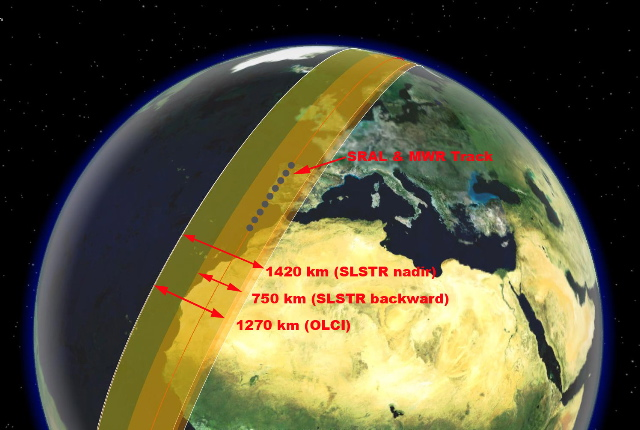 SRAL & MWR Track
1420 km (SLSTR nadir)
750 km (SLSTR backward)
1270 km (OLCI)